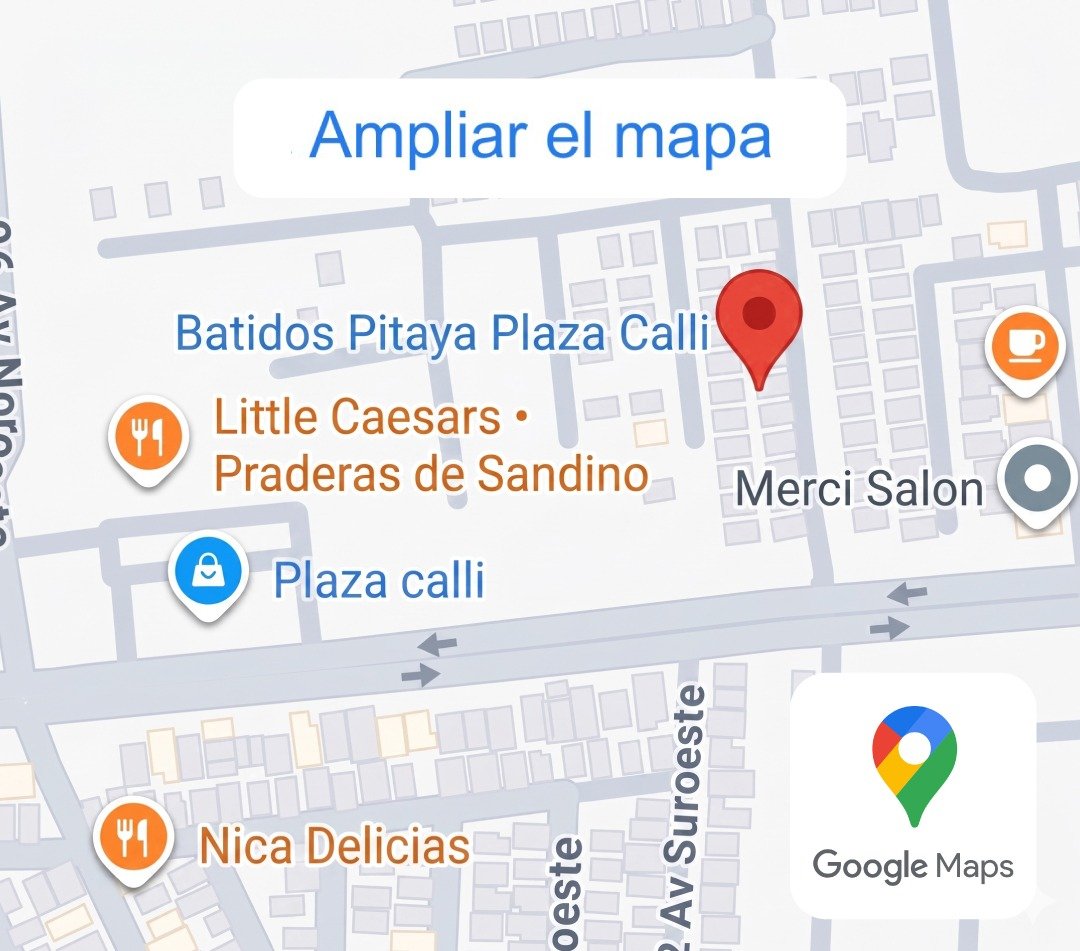 Ampliar el mapa
Batidos Pitaya Plaza Calli
Little Caesars •
Praderas de Sandino
Merci Salon
Plaza calli
Av Suroeste
Nica Delicias
oeste
Google Maps